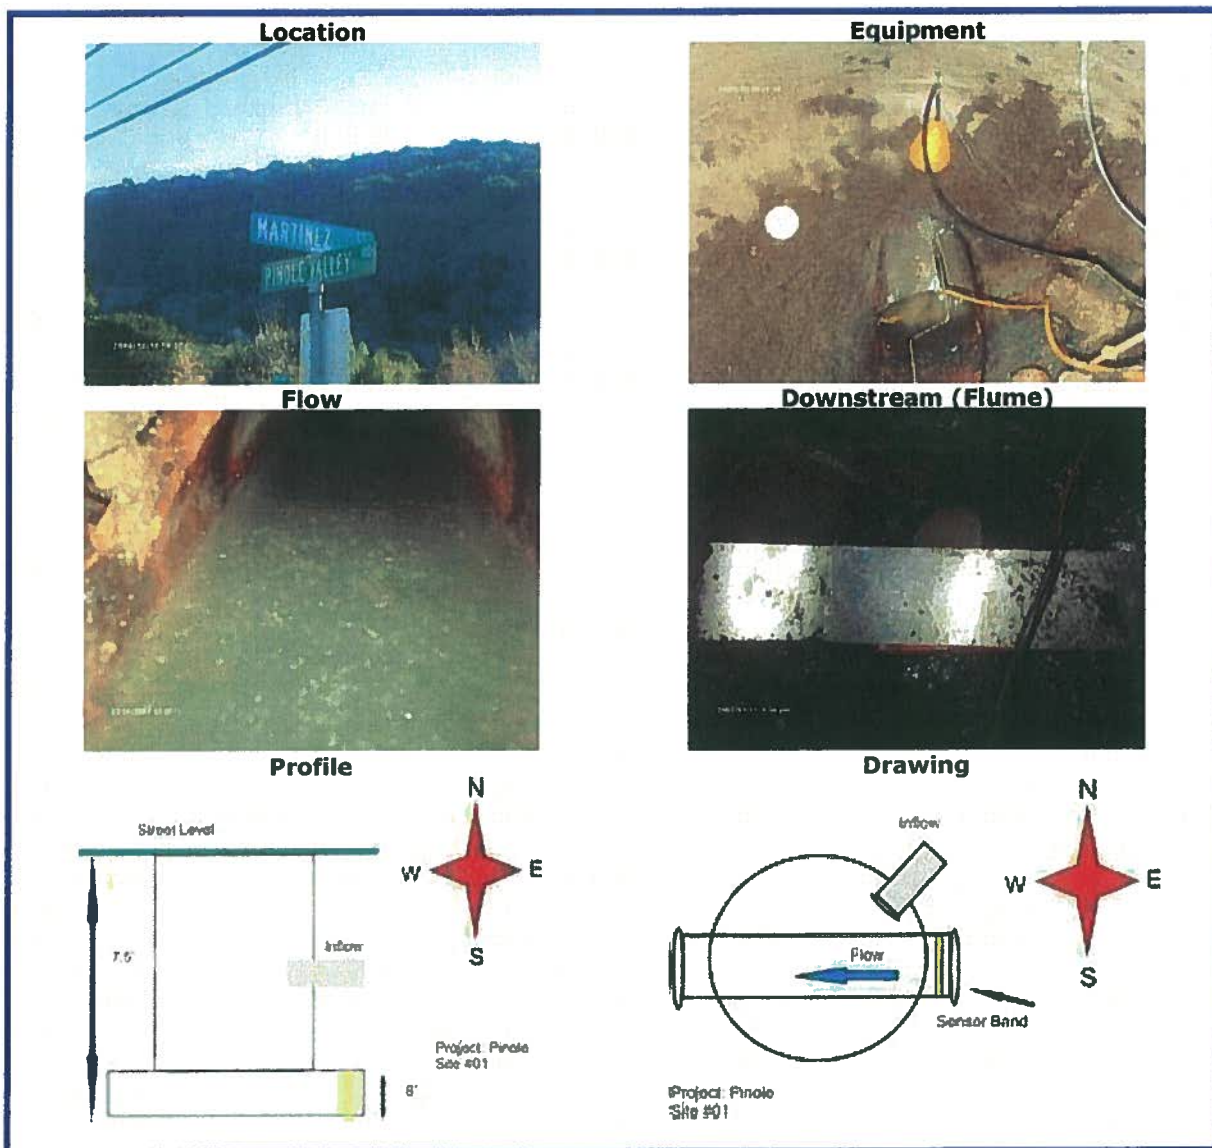 Location
Equipment
MARTINEZ
PINOLE VALLEY
Flow
Downstream (Flume)
Profile
Drawing
Street Level
N
W
E
S
7.5'
Inflow
Project: Pinole
Site #01
Inflow
N
W
E
S
Flow
Sensor Band
Project: Pinole
Site #01